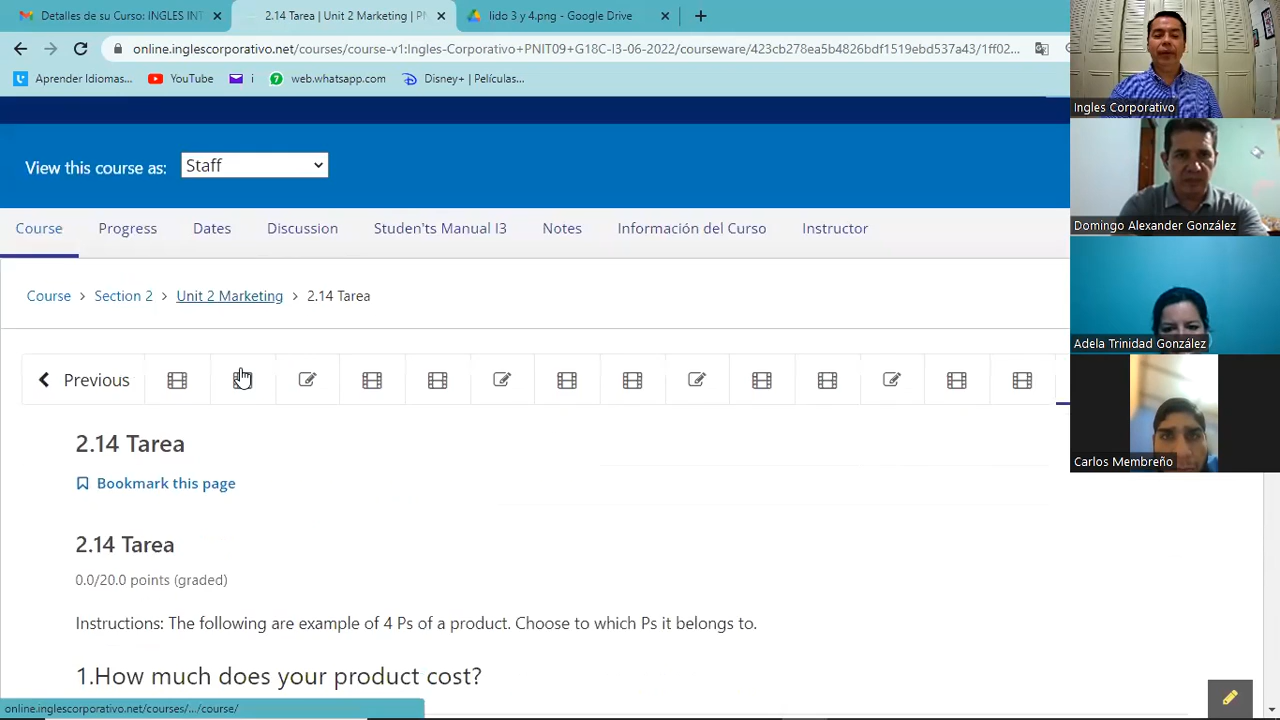 Detalles de su Curso: INGLES INT
2.14 Tarea | Unit 2 Marketing | P
lido 3 y 4.png - Google Drive
online.inglescorporativo.net/courses/course-v1:Ingles-Corporativo+PNIT09+G18C-I3-06-2022/courseware/
Aprender Idiomas...
YouTube
i
web.whatsapp.com
Disney+ | Películas,...
View this course as:
Staff
Course
Progress
Dates
Discussion
Studen'ts Manual I3
Notes
Información del Curso
Instructor
Course > Section 2 > Unit 2 Marketing > 2.14 Tarea
Previous
2.14 Tarea
Bookmark this page
2.14 Tarea
0.0/20.0 points (graded)
Instructions: The following are example of 4 Ps of a product. Choose to which Ps it belongs to.
1.How much does your product cost?
online.inglescorporativo.net/courses/.../course/
Ingles Corporativo
Domingo Alexander González
Adela Trinidad González
Carlos Membreño